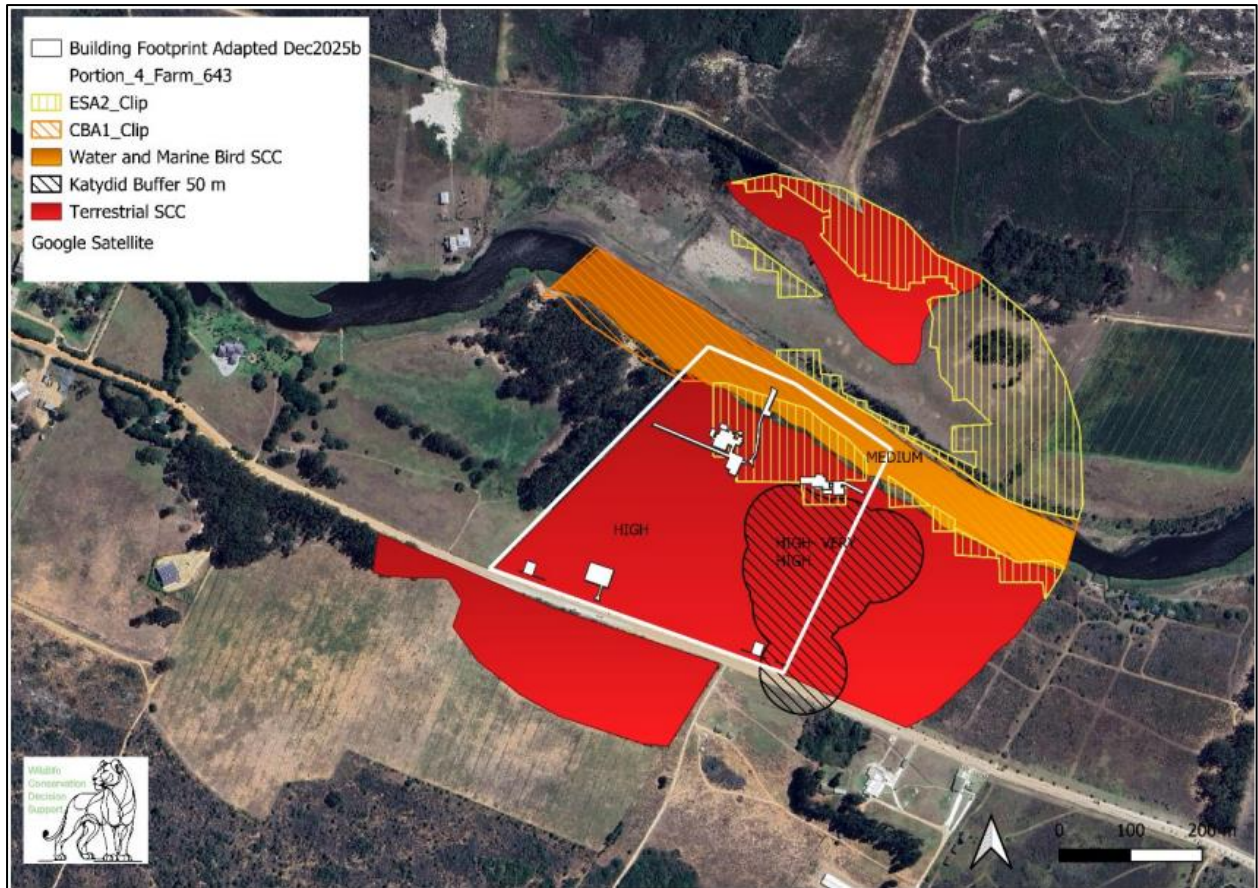 Building Footprint Adapted Dec2025b
Portion_4_Farm_643
ESA2_Clip
CBA1_Clip
Water and Marine Bird SCC
Katydid Buffer 50 m
Terrestrial SCC
Google Satellite
MEDIUM
HIGH
HIGH-VERY
HIGH
Wildlife
Conservation
Decision
Support
0 100 200 m